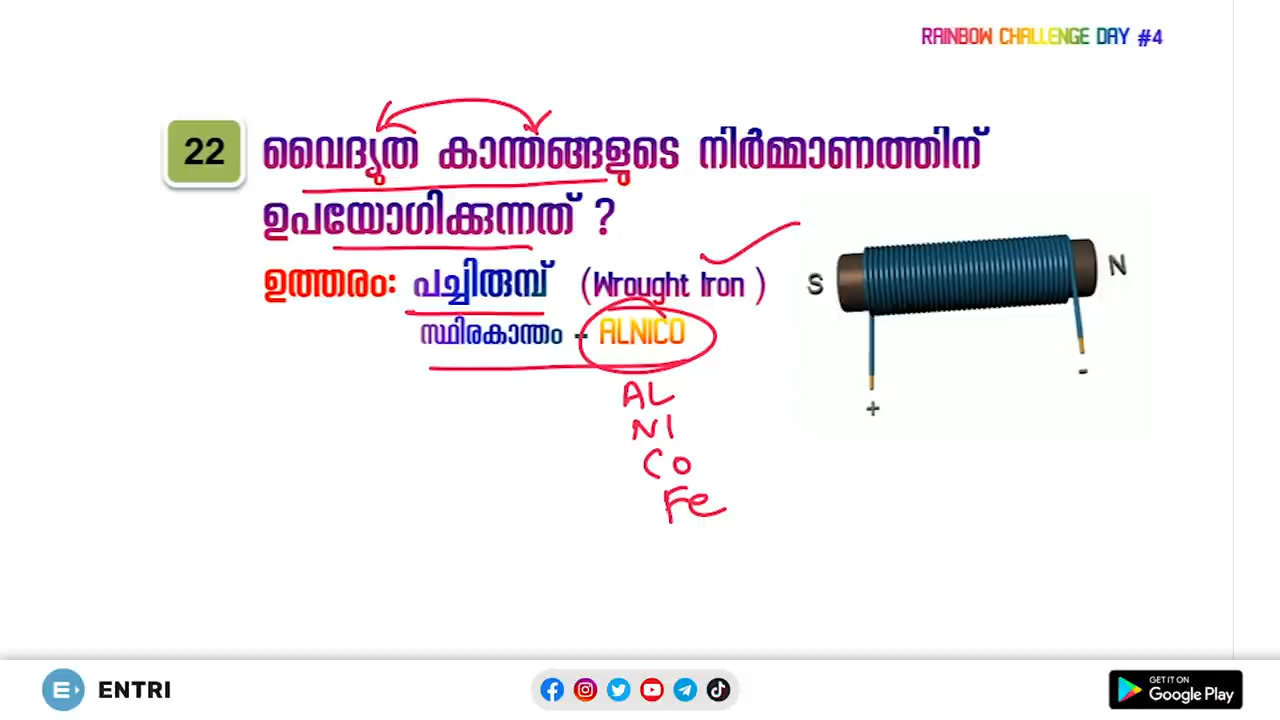 RAINBOW CHALLENGE DAY #4
22 വൈദ്യുത കാന്തങ്ങളുടെ നിർമ്മാണത്തിന്
ഉപയോഗിക്കുന്നത് ?
ഉത്തരം: പച്ചിരുമ്പ് (Wrought Iron )
സ്ഥിരകാന്തം - ALNICO
S N
+ -
AL
NI
CO
Fe
E ENTRI
GET IT ON
Google Play